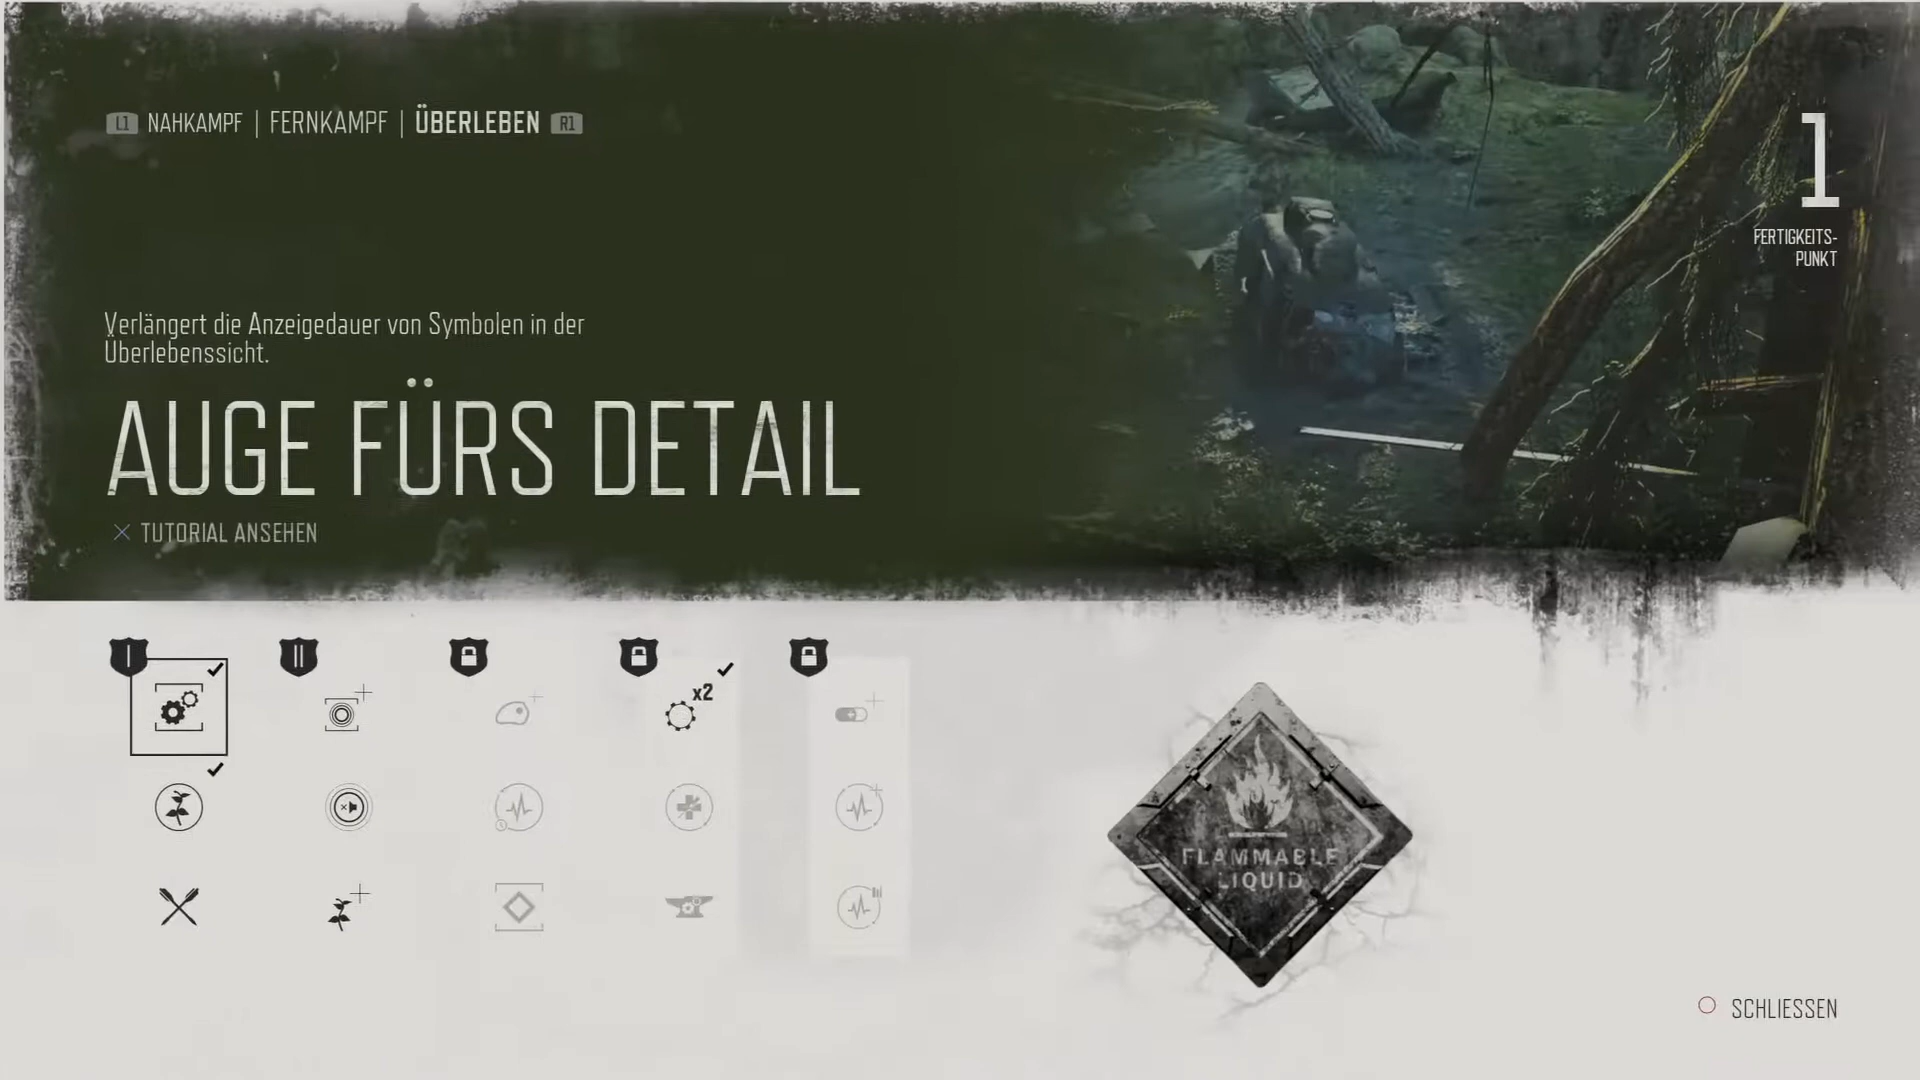 L1 NAHKAMPF | FERNKAMPF | ÜBERLEBEN R1
1
FERTIGKEITS-
PUNKT
Verlängert die Anzeigedauer von Symbolen in der
Überlebenssicht.
AUGE FÜRS DETAIL
TUTORIAL ANSEHEN
I
II
x2
FLAMMABLE
LIQUID
SCHLIESSEN